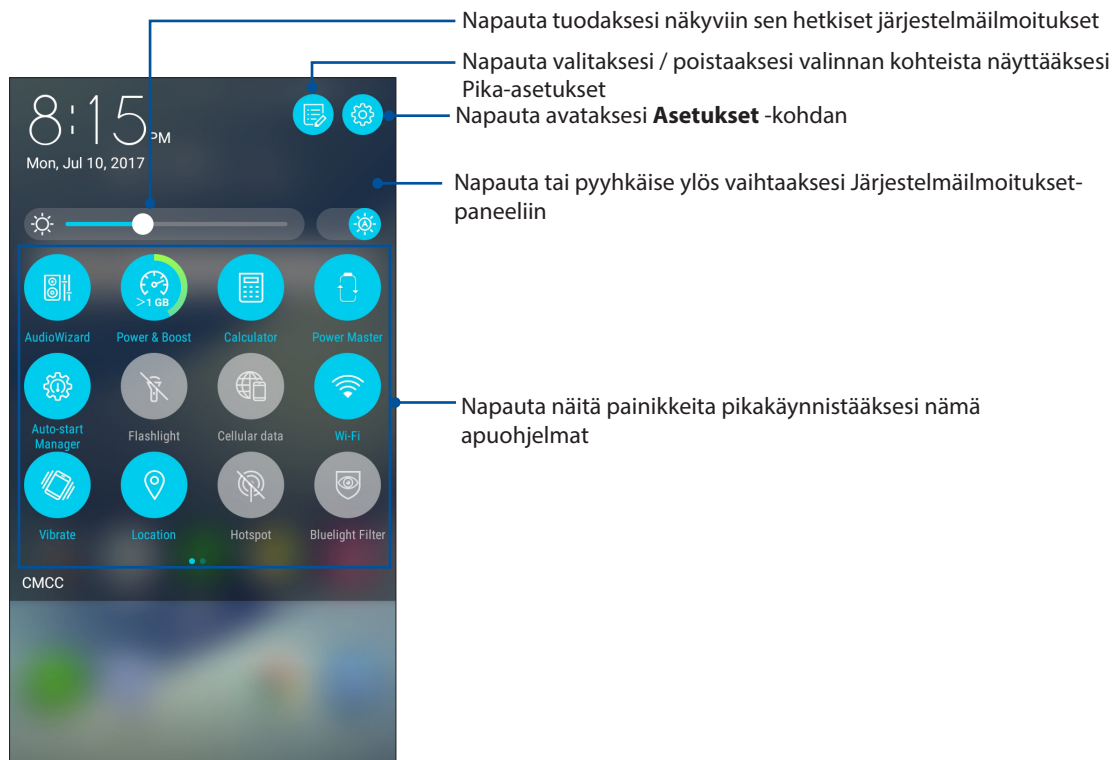 Napauta tuodaksesi näkyviin sen hetkiset järjestelmäilmoitukset
Napauta valitaksesi / poistaaksesi valinnan kohteista näyttääksesi
Pika-asetukset
Napauta avataksesi Asetukset -kohdan
Napauta tai pyyhkäise ylös vaihtaaksesi Järjestelmäilmoitukset-
paneeliin
8:15 PM
Mon, Jul 10, 2017
A
>1 GB
AudioWizard Power & Boost Calculator Power Master
Auto-start
Manager Flashlight Cellular data Wi-Fi
Napauta näitä painikkeita pikakäynnistääksesi nämä
apuohjelmat
Vibrate Location Hotspot Bluelight Filter
CMCC